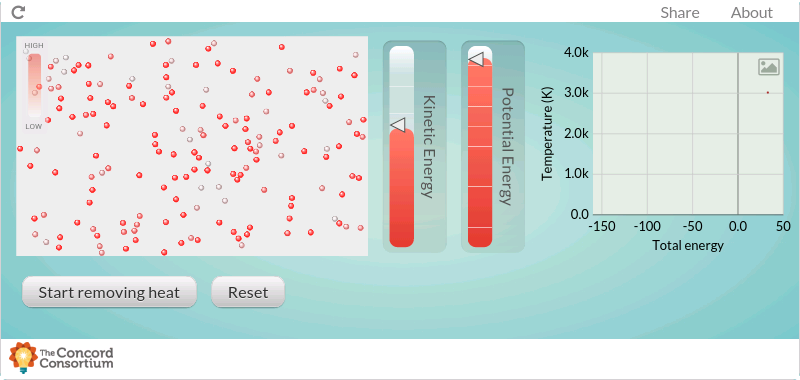 Share About
HIGH
LOW
Kinetic Energy
Potential Energy
4.0k
3.0k
2.0k
1.0k
0.0
Temperature (K)
-150 -100 -50 0.0 50
Total energy
Start removing heat Reset
The Concord
Consortium